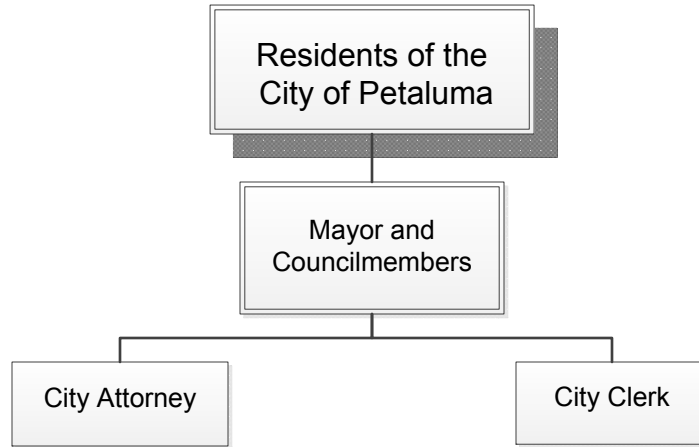 Residents of the
City of Petaluma
Mayor and
Councilmembers
City Attorney
City Clerk